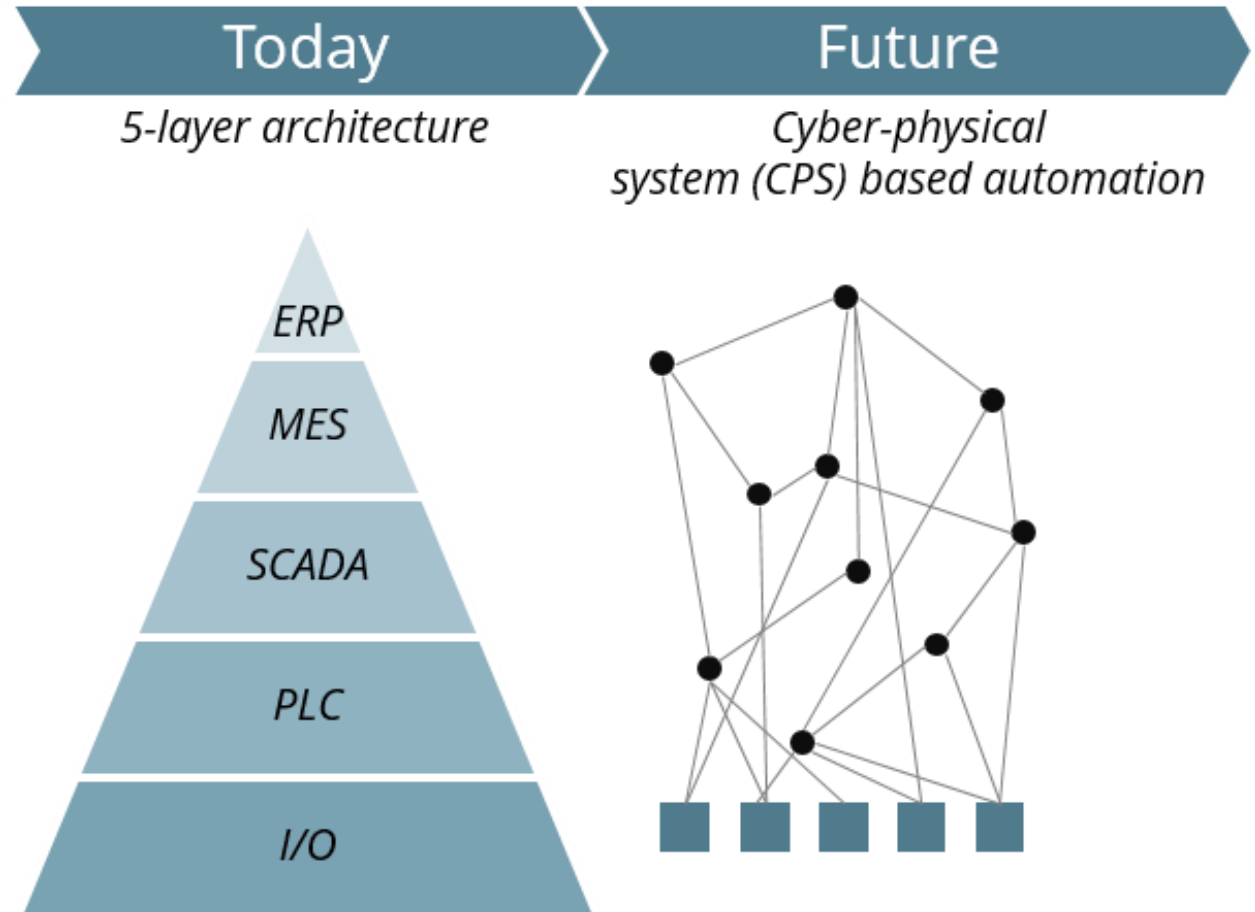 Today
Future
5-layer architecture
Cyber-physical
system (CPS) based automation
ERP
MES
SCADA
PLC
I/O